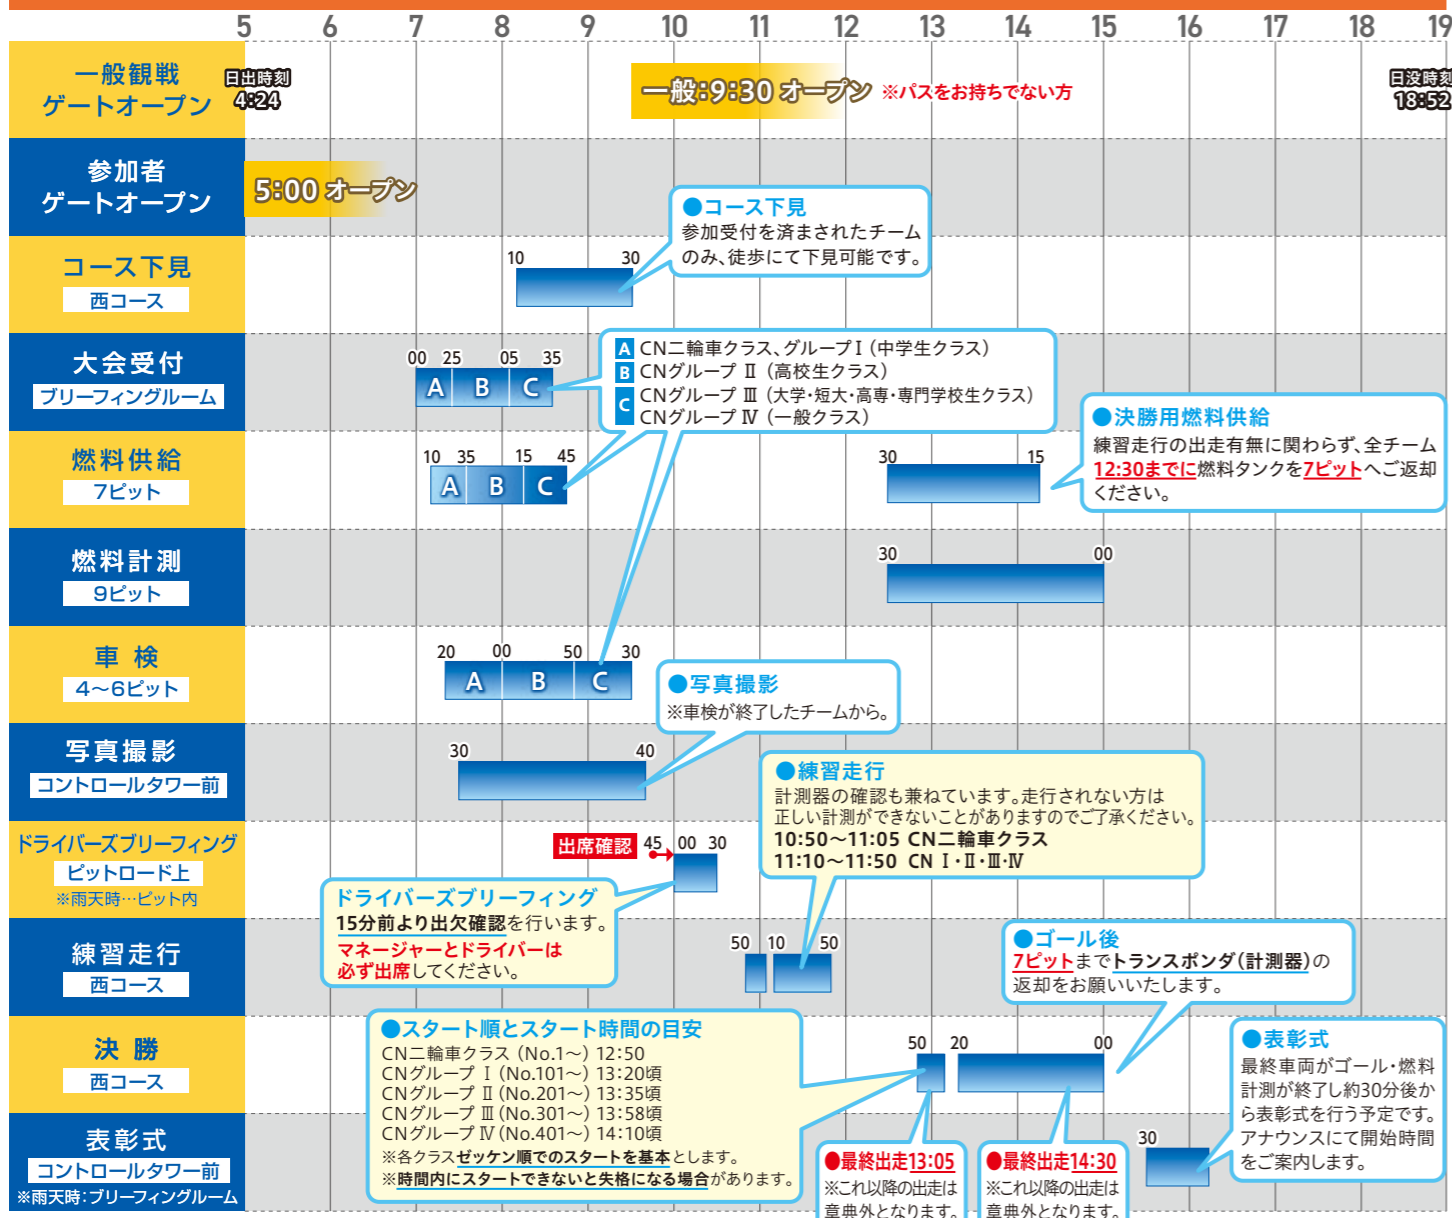 5 6 7 8 9 10 11 12 13 14 15 16 17 18 19
一般観戦
ゲートオープン
日出時刻
4:24
一般:9:30 オープン ※パスをお持ちでない方
日没時刻
18:52
参加者
ゲートオープン
5:00 オープン
コース下見
西コース
10 30
●コース下見
参加受付を済まされたチーム
のみ、徒歩にて下見可能です。
大会受付
ブリーフィングルーム
00 25 05 35
A B C
A CN二輪車クラス、グループⅠ（中学生クラス）
B CNグループ Ⅱ（高校生クラス）
C CNグループ Ⅲ（大学・短大・高専・専門学校生クラス）
CNグループ Ⅳ（一般クラス）
燃料供給
7ピット
10 35 15 45
A B C
30 15
●決勝用燃料供給
練習走行の出走有無に関わらず、全チーム
12:30までに燃料タンクを7ピットへご返却
ください。
燃料計測
9ピット
30 00
車 検
4〜6ピット
20 00 50 30
A B C
写真撮影
コントロールタワー前
30 40
●写真撮影
※車検が終了したチームから。
ドライバーズブリーフィング
ピットロード上
※雨天時…ピット内
出席確認 45 00 30
ドライバーズブリーフィング
15分前より出欠確認を行います。
マネージャーとドライバーは
必ず出席してください。
練習走行
西コース
50 10 50
●練習走行
計測器の確認も兼ねています。走行されない方は
正しい計測ができないことがありますのでご了承ください。
10:50〜11:05 CN二輪車クラス
11:10〜11:50 CN Ⅰ・Ⅱ・Ⅲ・Ⅳ
決 勝
西コース
50 20 00
●スタート順とスタート時間の目安
CN二輪車クラス（No.1〜）12:50
CNグループ Ⅰ（No.101〜）13:20頃
CNグループ Ⅱ（No.201〜）13:35頃
CNグループ Ⅲ（No.301〜）13:58頃
CNグループ Ⅳ（No.401〜）14:10頃
※各クラスゼッケン順でのスタートを基本とします。
※時間内にスタートできないと失格になる場合があります。
●ゴール後
7ピットまでトランスポンダ（計測器）の
返却をお願いいたします。
●最終出走13:05
※これ以降の出走は
章典外となります。
●最終出走14:30
※これ以降の出走は
章典外となります。
表彰式
コントロールタワー前
※雨天時:ブリーフィングルーム
30
●表彰式
最終車両がゴール・燃料
計測が終了し約30分後か
ら表彰式を行う予定です。
アナウンスにて開始時間
をご案内します。